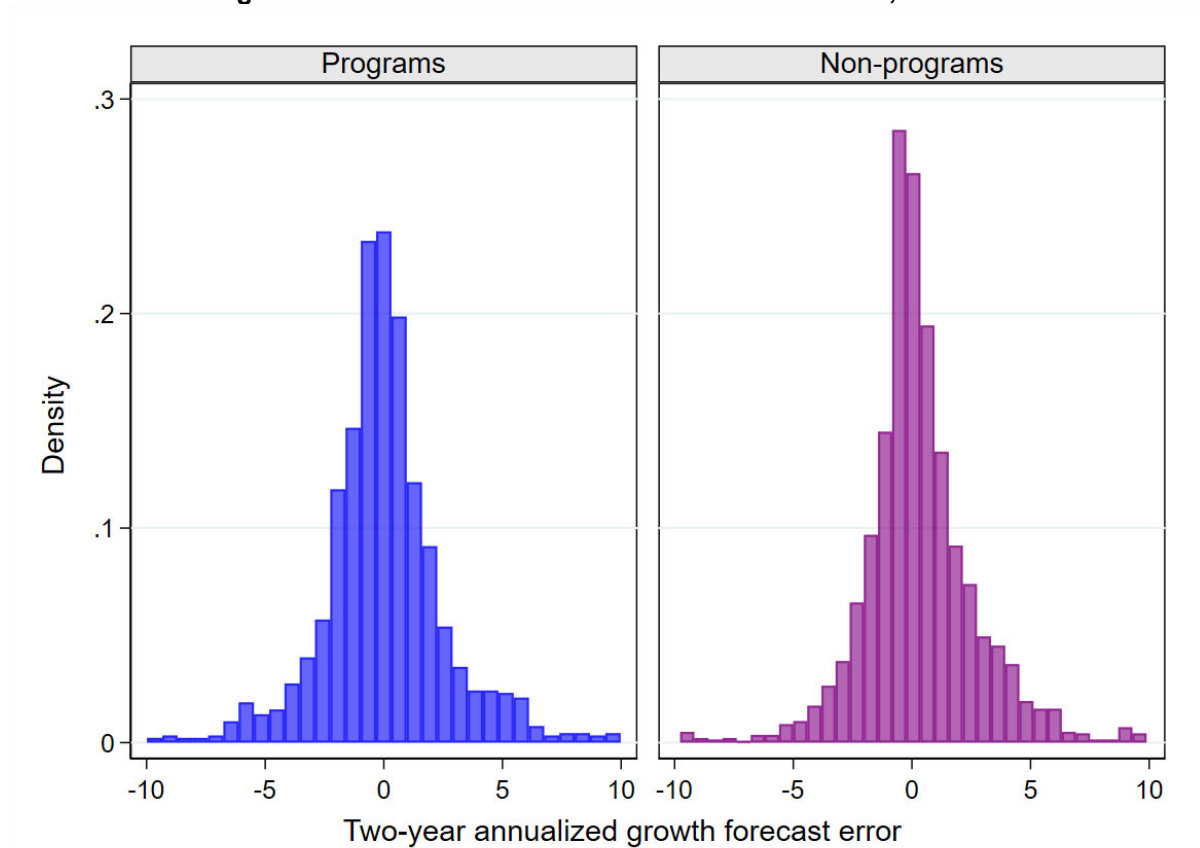 Programs Non-programs
.3
.2
.1
0
Density
-10 -5 0 5 10 -10 -5 0 5 10
Two-year annualized growth forecast error